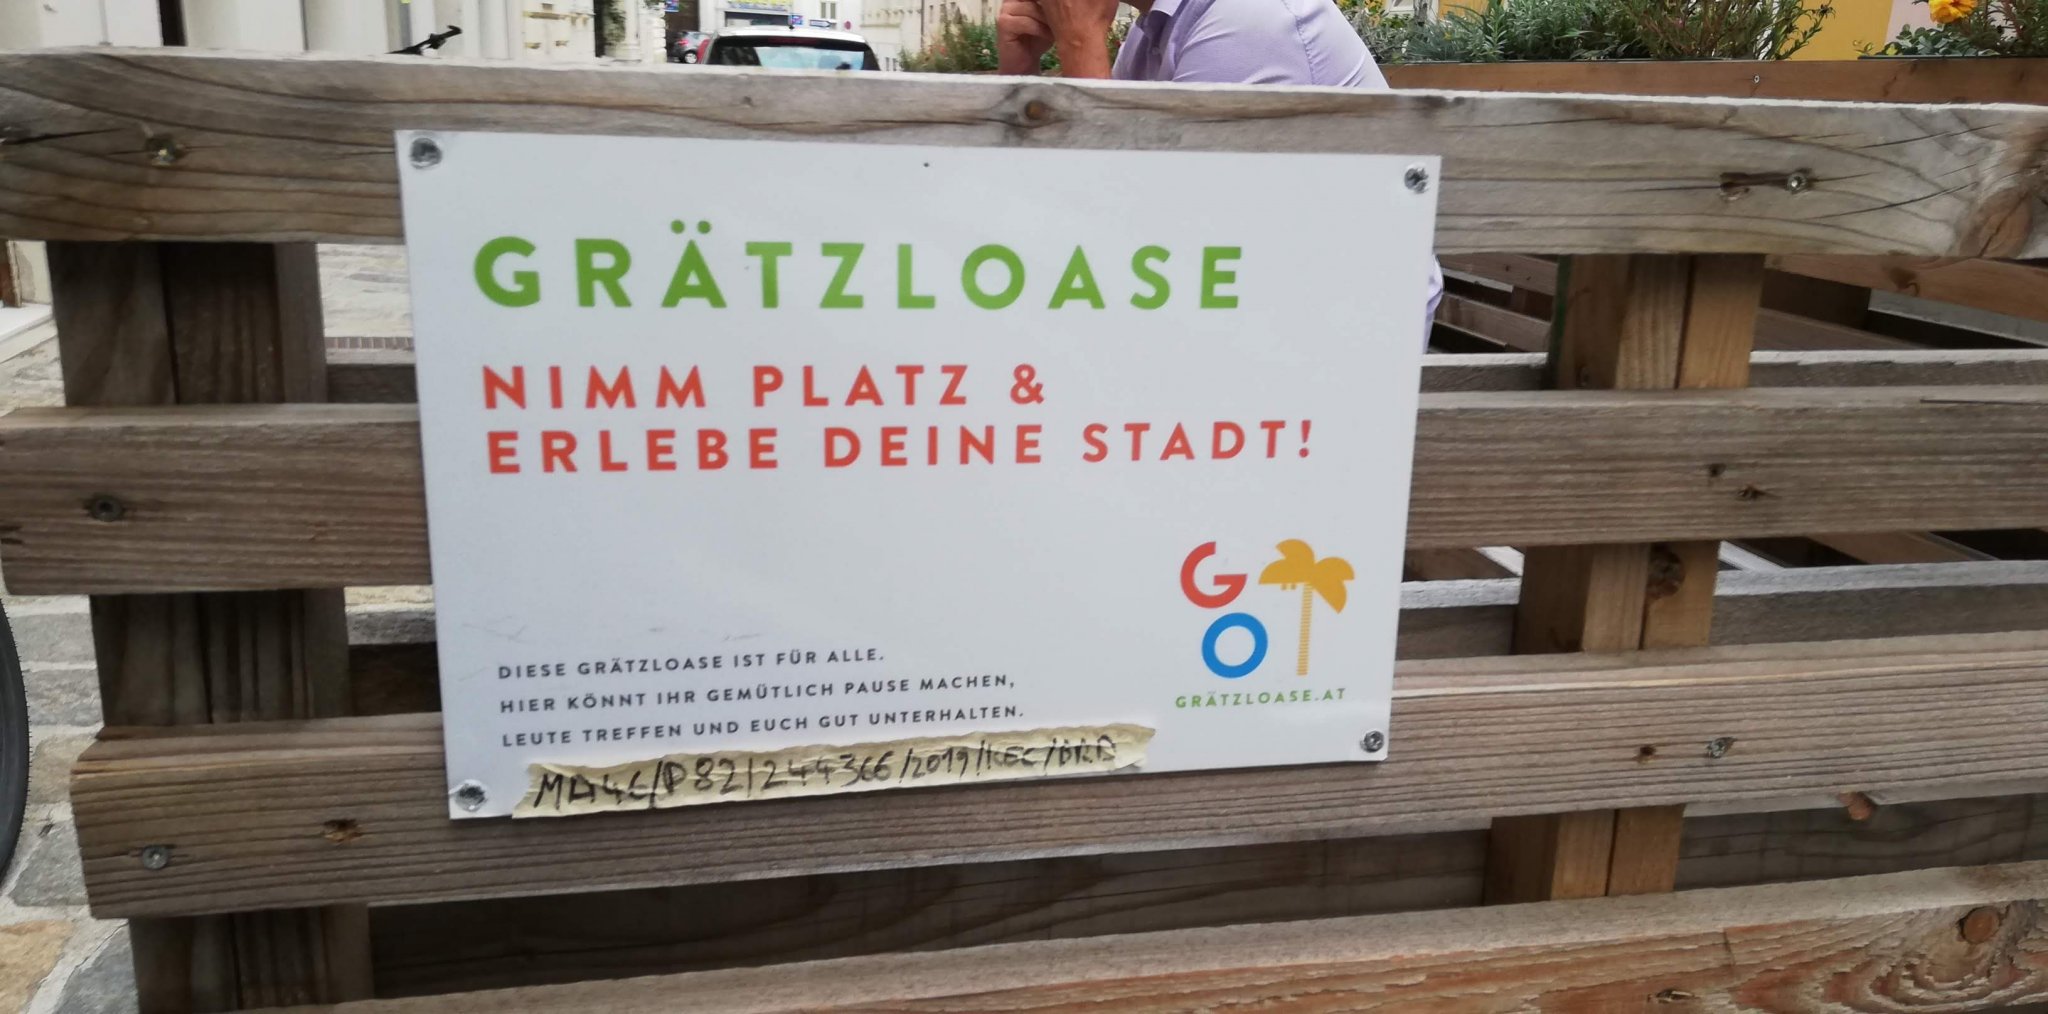 GRÄTZLOASE
NIMM PLATZ &
ERLEBE DEINE STADT!
DIESE GRÄTZLOASE IST FÜR ALLE.
HIER KÖNNT IHR GEMÜTLICH PAUSE MACHEN,
LEUTE TREFFEN UND EUCH GUT UNTERHALTEN.
GO
GRÄTZLOASE.AT